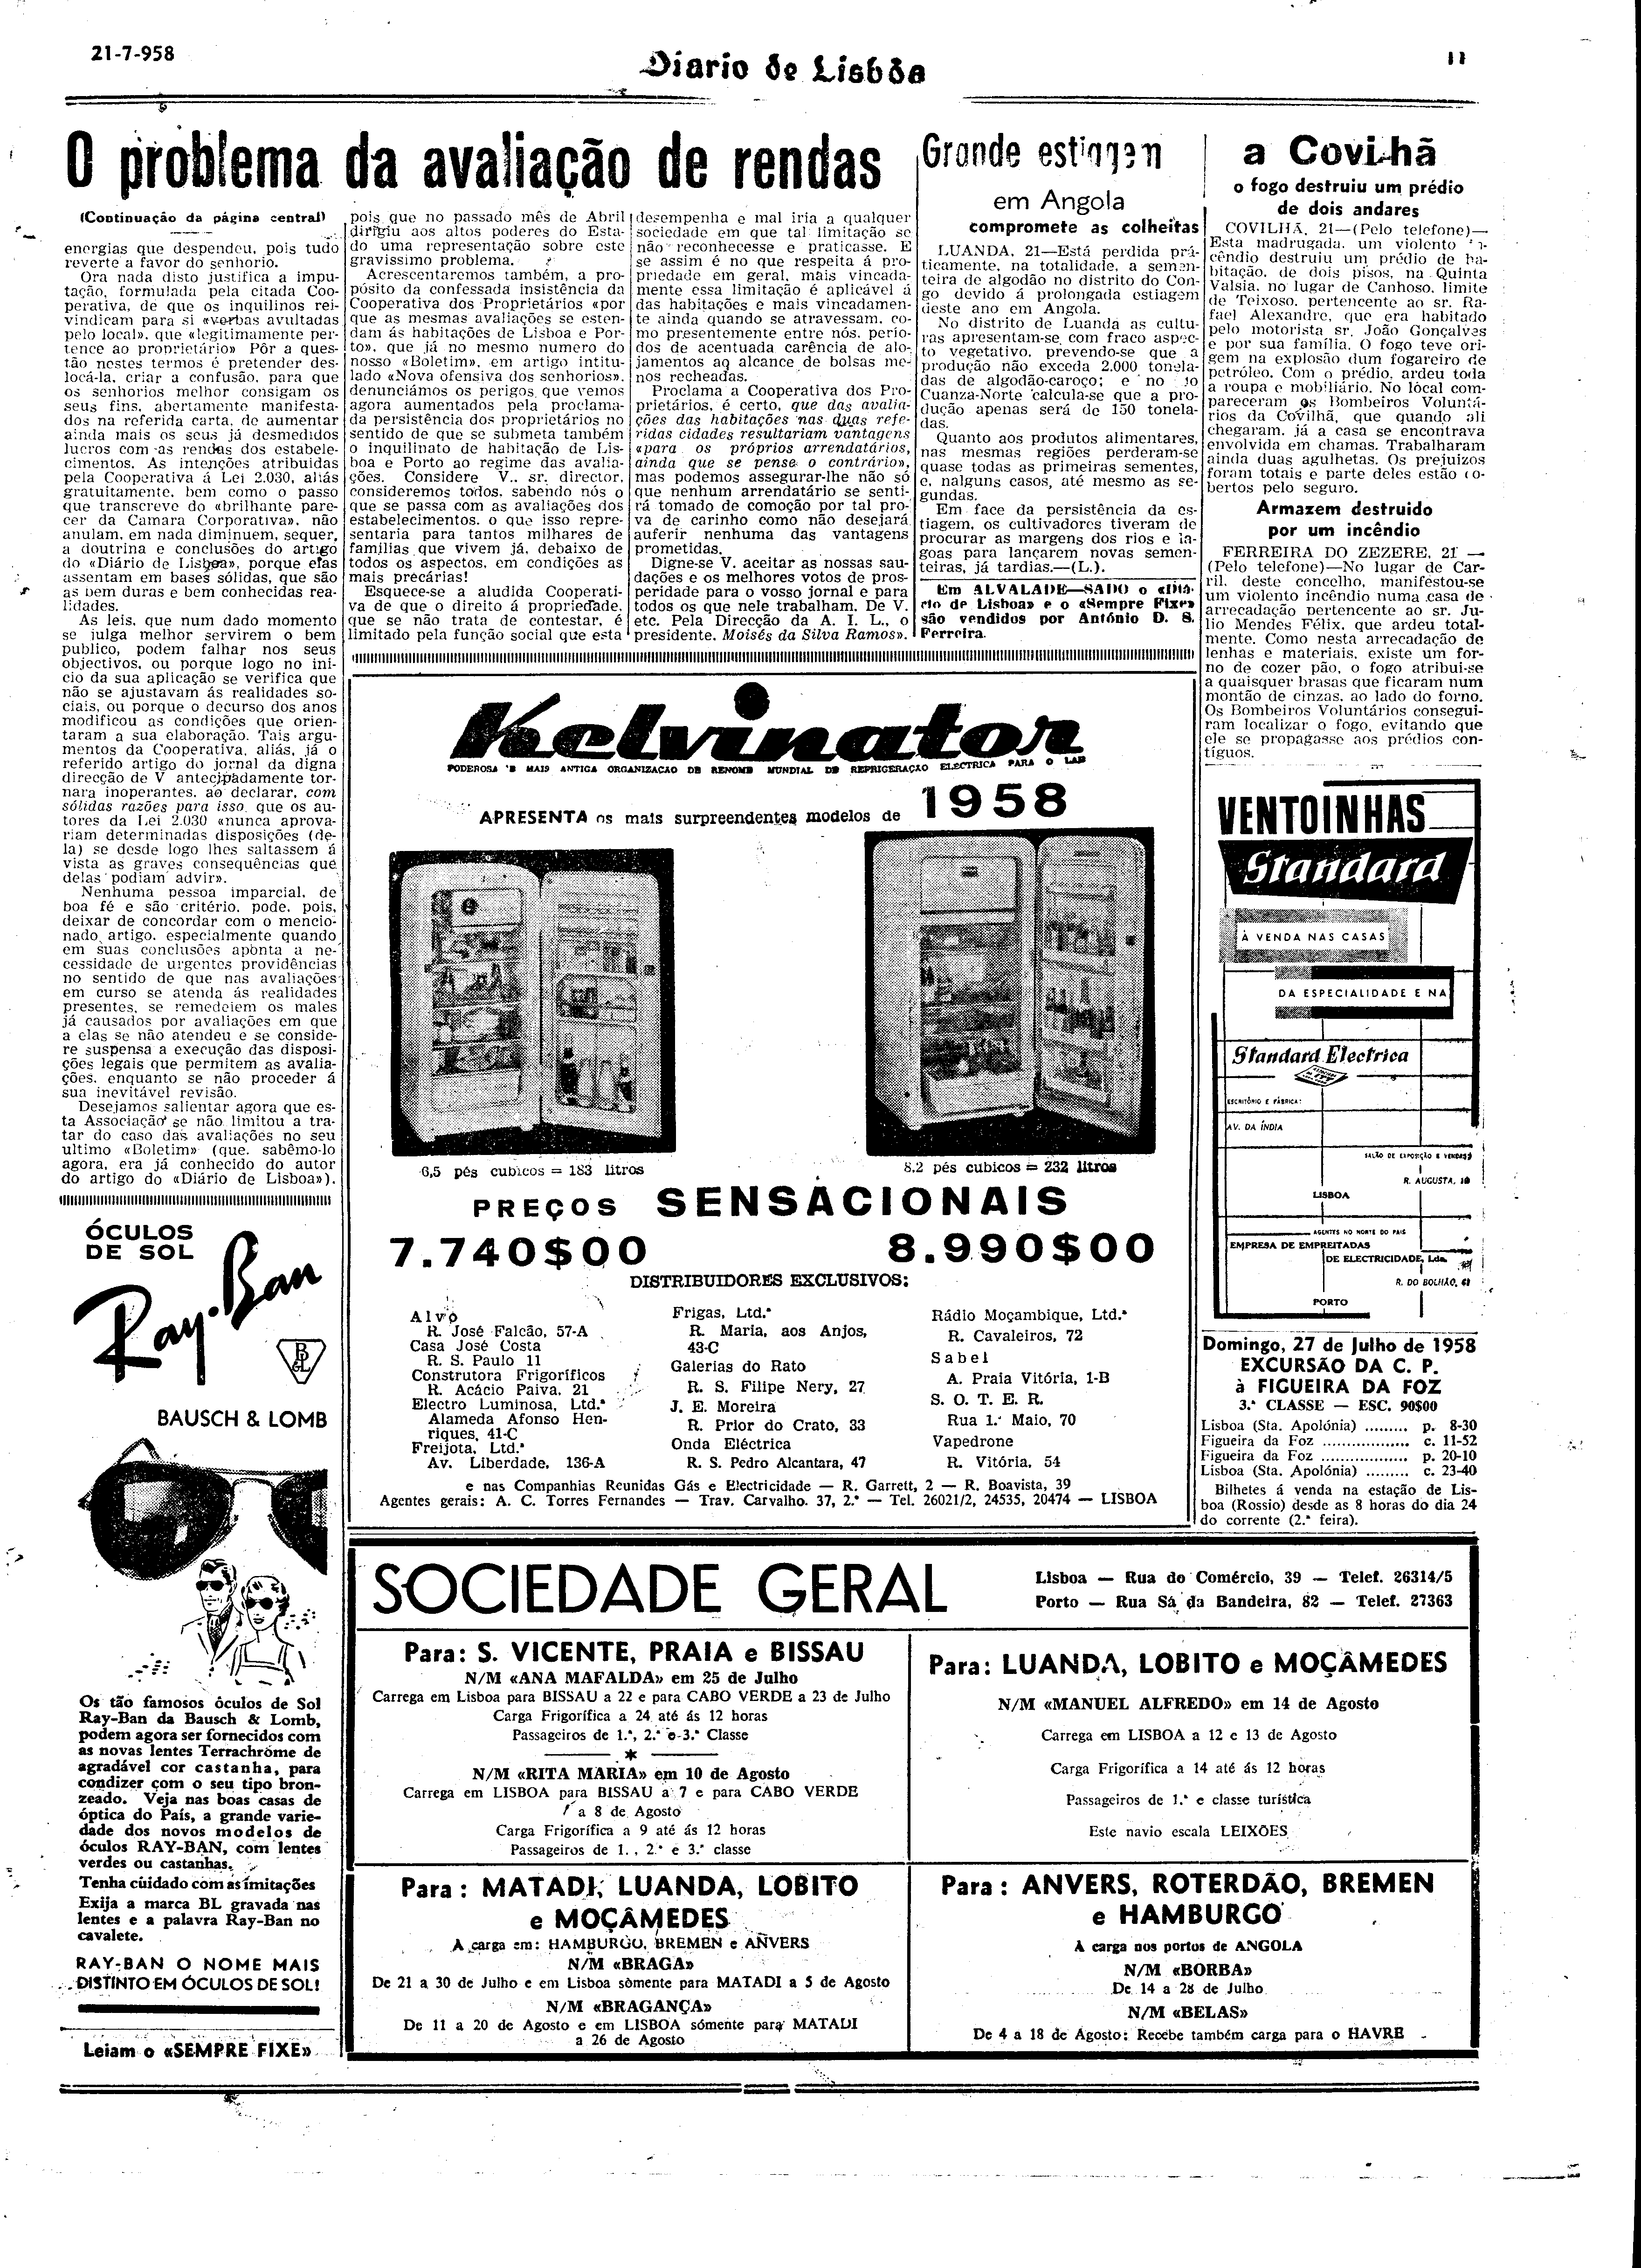 21-7-958
Diario de Lisbôa
11
O problema da avaliação de rendas
(Continuação da página central)
energias que despendeu, pois tudo
reverte a favor do senhorio.
Ora nada disto justifica a impu-
tação, formulada pela citada Coo-
perativa, de que os inquilinos rei-
vindicam para si «verbas avultadas
pelo local», que «legitimamente per-
tence ao proprietário» Pôr a ques-
tão nestes termos é pretender des-
locá-la, criar a confusão, para que
os senhorios melhor consigam os
seus fins, abertamente manifesta-
dos na referida carta, de aumentar
ainda mais os seus já desmedidos
lucros com as rendas dos estabele-
cimentos. As intenções atribuidas
pela Cooperativa á Lei 2.030, aliás
gratuitamente, bem como o passo
que transcreve do «brilhante pare-
cer da Camara Corporativa», não
anulam, em nada diminuem, sequer,
a doutrina e conclusões do artigo
do «Diário de Lisboa», porque elas
assentam em bases sólidas, que são
as bem duras e bem conhecidas rea-
lidades.
As leis, que num dado momento
se julga melhor servirem o bem
publico, podem falhar nos seus
objectivos, ou porque logo no iní-
cio da sua aplicação se verifica que
não se ajustavam ás realidades so-
ciais, ou porque o decurso dos anos
modificou as condições que orien-
taram a sua elaboração. Tais argu-
mentos da Cooperativa, aliás, já o
referido artigo do jornal da digna
direcção de V antecipadamente tor-
nara inoperantes, ao declarar, com
sólidas razões para isso, que os au-
tores da Lei 2.030 «nunca aprova-
riam determinadas disposições (de-
la) se desde logo lhes saltassem á
vista as graves consequências que
delas podiam advir».
Nenhuma pessoa imparcial, de
boa fé e são critério, pode, pois,
deixar de concordar com o mencio-
nado artigo, especialmente quando
em suas conclusões aponta a ne-
cessidade de urgentes providências
no sentido de que nas avaliações
em curso se atenda ás realidades
presentes, se remedeiem os males
já causados por avaliações em que
a elas se não atendeu e se conside-
re suspensa a execução das disposi-
ções legais que permitem as avalia-
ções, enquanto se não proceder á
sua inevitável revisão.
Desejamos salientar agora que es-
ta Associação se não limitou a tra-
tar do caso das avaliações no seu
ultimo «Boletim» (que, sabêmo-lo
agora, era já conhecido do autor
do artigo do «Diário de Lisboa»),
pois que no passado mês de Abril
dirigiu aos altos poderes do Esta-
do uma representação sobre este
gravissimo problema.
Acrescentaremos também, a pro-
pósito da confessada insistência da
Cooperativa dos Proprietários «por
que as mesmas avaliações se esten-
dam ás habitações de Lisboa e Por-
to», que já no mesmo numero do
nosso «Boletim», em artigo intitu-
lado «Nova ofensiva dos senhorios»,
denunciámos os perigos que vemos
agora aumentados pela proclama-
da persistência dos proprietários no
sentido de que se submeta também
o inquilinato de habitação de Lis-
boa e Porto ao regime das avalia-
ções. Considere V., sr. director,
consideremos todos, sabendo nós o
que se passa com as avaliações dos
estabelecimentos, o que isso repre-
sentaria para tantos milhares de
famílias que vivem já, debaixo de
todos os aspectos, em condições as
mais precárias!
Esquece-se a aludida Cooperati-
va de que o direito á propriedade,
que se não trata de contestar, é
limitado pela função social que esta
desempenha e mal iria a qualquer
sociedade em que tal limitação se
não reconhecesse e praticasse. E
se assim é no que respeita á pro-
priedade em geral, mais vincada-
mente essa limitação é aplicável á
das habitações e mais vincadamen-
te ainda quando se atravessam, co-
mo presentemente entre nós, perío-
dos de acentuada carência de alo-
jamentos ao alcance de bolsas me-
nos recheadas.
Proclama a Cooperativa dos Pro-
prietários, é certo, que das avalia-
ções das habitações nas duas refe-
ridas cidades resultariam vantagens
«para os próprios arrendatários,
ainda que se pense o contrário»,
mas podemos assegurar-lhe não só
que nenhum arrendatário se senti-
rá tomado de comoção por tal pro-
va de carinho como não desejará
auferir nenhuma das vantagens
prometidas.
Digne-se V. aceitar as nossas sau-
dações e os melhores votos de pros-
peridade para o vosso jornal e para
todos os que nele trabalham. De V.
etc. Pela Direcção da A. I. L., o
presidente, Moisés da Silva Ramos».
Grande estiagem
em Angola
compromete as colheitas
LUANDA, 21—Está perdida prá-
ticamente, na totalidade, a semen-
teira de algodão no distrito do Con-
go devido á prolongada estiagem
deste ano em Angola.
No distrito de Luanda as cultu-
ras apresentam-se com fraco aspec-
to vegetativo, prevendo-se que a
produção não exceda 2.000 tonela-
das de algodão-caroço; e no do
Cuanza-Norte calcula-se que a pro-
dução apenas será de 150 tonela-
das.
Quanto aos produtos alimentares,
nas mesmas regiões perderam-se
quase todas as primeiras sementes,
e, nalguns casos, até mesmo as se-
gundas.
Em face da persistência da es-
tiagem, os cultivadores tiveram de
procurar as margens dos rios e la-
goas para lançarem novas semen-
teiras, já tardias.—(L.).
Em ALVALADE—SADO o «Diá-
rio de Lisboa» e o «Sempre Fixe»
são vendidos por António D. S.
Ferreira.
a Covilhã
o fogo destruiu um prédio
de dois andares
COVILHÃ, 21—(Pelo telefone)—
Esta madrugada, um violento in-
cêndio destruiu um prédio de ha-
bitação, de dois pisos, na Quinta
Valsia, no lugar de Canhoso, limite
de Teixoso, pertencente ao sr. Ra-
fael Alexandre, que era habitado
pelo motorista sr. João Gonçalves
e por sua família. O fogo teve ori-
gem na explosão dum fogareiro de
petróleo. Com o prédio, ardeu toda
a roupa e mobiliário. No local com-
pareceram os Bombeiros Voluntá-
rios da Covilhã, que quando ali
chegaram, já a casa se encontrava
envolvida em chamas. Trabalharam
ainda duas agulhetas. Os prejuizos
foram totais e parte deles estão co-
bertos pelo seguro.
Armazem destruido
por um incêndio
FERREIRA DO ZEZERE, 21 —
(Pelo telefone)—No lugar de Car-
ril, deste concelho, manifestou-se
um violento incêndio numa casa de
arrecadação pertencente ao sr. Ju-
lio Mendes Félix, que ardeu total-
mente. Como nesta arrecadação de
lenhas e materiais, existe um for-
no de cozer pão, o fogo atribui-se
a quaisquer brasas que ficaram num
montão de cinzas, ao lado do forno.
Os Bombeiros Voluntários consegui-
ram localizar o fogo, evitando que
ele se propagasse aos prédios con-
tíguos.
Kelvinator
PODEROSA E MAIS ANTIGA ORGANIZAÇAO DE RENOME MUNDIAL DE REFRIGERAÇÃO ELECTRICA PARA O LAR
APRESENTA os mais surpreendentes modelos de 1958
6,5 pés cubicos = 183 litros
8.2 pés cubicos = 232 litros
PREÇOS SENSACIONAIS
7.740$00
8.990$00
DISTRIBUIDORES EXCLUSIVOS:
Alvo
R. José Falcão, 57-A
Casa José Costa
R. S. Paulo 11
Construtora Frigoríficos
R. Acácio Paiva, 21
Electro Luminosa, Ltd.ª
Alameda Afonso Hen-
riques, 41-C
Freijota, Ltd.ª
Av. Liberdade, 136-A
Frigas, Ltd.ª
R. Maria, aos Anjos,
43-C
Galerias do Rato
R. S. Filipe Nery, 27
J. E. Moreira
R. Prior do Crato, 33
Onda Eléctrica
R. S. Pedro Alcantara, 47
Rádio Moçambique, Ltd.ª
R. Cavaleiros, 72
Sabel
A. Praia Vitória, 1-B
S. O. T. E. R.
Rua 1.º Maio, 70
Vapedrone
R. Vitória, 54
e nas Companhias Reunidas Gás e Electricidade — R. Garrett, 2 — R. Boavista, 39
Agentes gerais: A. C. Torres Fernandes — Trav. Carvalho, 37, 2.º — Tel. 26021/2, 24535, 20474 — LISBOA
VENTOINHAS
Standard
À VENDA NAS CASAS
DA ESPECIALIDADE E NA
Standard Electrica
ESCRITÓRIO E FÁBRICA:
AV. DA ÍNDIA
SALÃO DE EXPOSIÇÃO E VENDAS
R. AUGUSTA, 10
LISBOA
AGENTES NO NORTE DO PAÍS
EMPRESA DE EMPREITADAS
DE ELECTRICIDADE, Lda.
R. DO BOLHÃO, 61
PORTO
Domingo, 27 de Julho de 1958
EXCURSÃO DA C. P.
à FIGUEIRA DA FOZ
3.ª CLASSE — ESC. 90$00
Lisboa (Sta. Apolónia) ......... p. 8-30
Figueira da Foz ................. c. 11-52
Figueira da Foz ................. p. 20-10
Lisboa (Sta. Apolónia) ......... c. 23-40
Bilhetes á venda na estação de Lis-
boa (Rossio) desde as 8 horas do dia 24
do corrente (2.ª feira).
ÓCULOS
DE SOL
Ray-Ban
BL
BAUSCH & LOMB
Os tão famosos óculos de Sol
Ray-Ban da Bausch & Lomb,
podem agora ser fornecidos com
as novas lentes Terrachrome de
agradável cor castanha, para
condizer com o seu tipo bron-
zeado. Veja nas boas casas de
óptica do País, a grande varie-
dade dos novos modelos de
óculos RAY-BAN, com lentes
verdes ou castanhas.
Tenha cuidado com as imitações
Exija a marca BL gravada nas
lentes e a palavra Ray-Ban no
cavalete.
RAY-BAN O NOME MAIS
DISTINTO EM ÓCULOS DE SOL!
Leiam o «SEMPRE FIXE»
SOCIEDADE GERAL
Lisboa — Rua do Comércio, 39 — Telef. 26314/5
Porto — Rua Sá da Bandeira, 82 — Telef. 27363
Para: S. VICENTE, PRAIA e BISSAU
N/M «ANA MAFALDA» em 25 de Julho
Carrega em Lisboa para BISSAU a 22 e para CABO VERDE a 23 de Julho
Carga Frigorífica a 24 até ás 12 horas
Passageiros de 1.ª, 2.ª e 3.ª Classe
N/M «RITA MARIA» em 10 de Agosto
Carrega em LISBOA para BISSAU a 7 e para CABO VERDE
a 8 de Agosto
Carga Frigorífica a 9 até ás 12 horas
Passageiros de 1., 2.ª e 3.ª classe
Para: LUANDA, LOBITO e MOÇÂMEDES
N/M «MANUEL ALFREDO» em 14 de Agosto
Carrega em LISBOA a 12 e 13 de Agosto
Carga Frigorífica a 14 até ás 12 horas
Passageiros de 1.ª e classe turística
Este navio escala LEIXÕES
Para: MATADI, LUANDA, LOBITO
e MOÇÂMEDES
À carga em: HAMBURGO, BREMEN e ANVERS
N/M «BRAGA»
De 21 a 30 de Julho e em Lisboa sòmente para MATADI a 5 de Agosto
N/M «BRAGANÇA»
De 11 a 20 de Agosto e em LISBOA sómente para MATADI
a 26 de Agosto
Para: ANVERS, ROTERDÃO, BREMEN
e HAMBURGO
À carga nos portos de ANGOLA
N/M «BORBA»
De 14 a 28 de Julho
N/M «BELAS»
De 4 a 18 de Agosto: Recebe também carga para o HAVRE